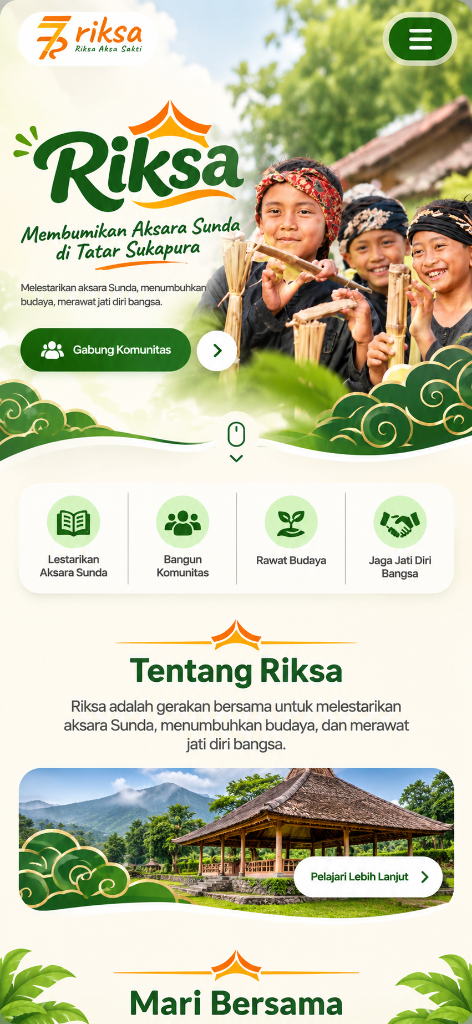 riksa
Riksa Aksa Sakti
Riksa
Membumikan Aksara Sunda
di Tatar Sukapura
Melestarikan aksara Sunda, menumbuhkan
budaya, merawat jati diri bangsa.
Gabung Komunitas
Lestarikan
Aksara Sunda
Bangun
Komunitas
Rawat Budaya
Jaga Jati Diri
Bangsa
Tentang Riksa
Riksa adalah gerakan bersama untuk melestarikan
aksara Sunda, menumbuhkan budaya, dan merawat
jati diri bangsa.
Pelajari Lebih Lanjut
Mari Bersama